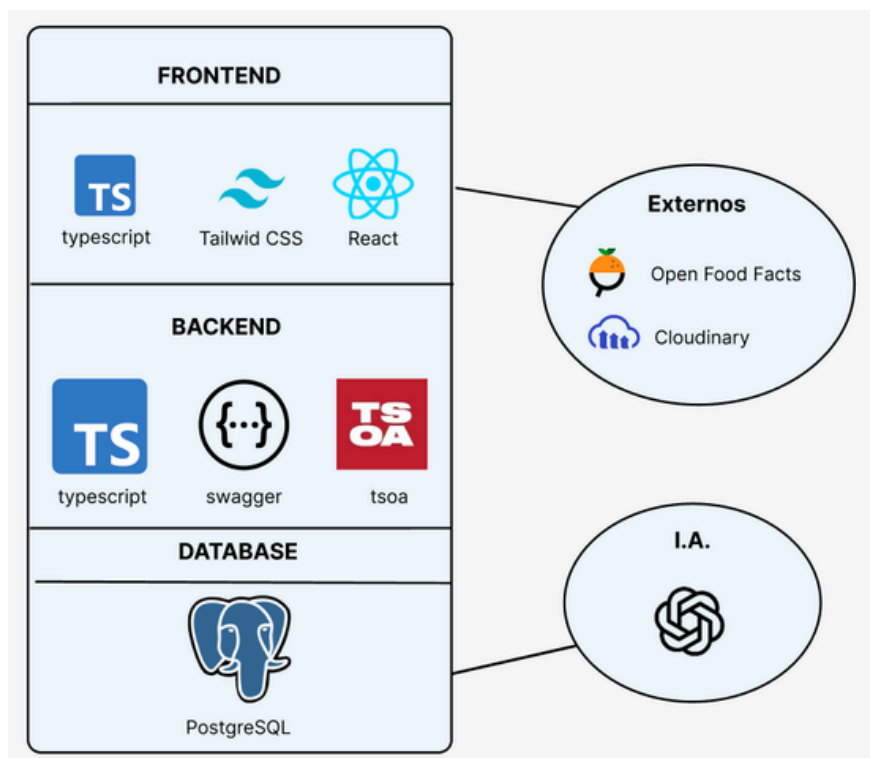 FRONTEND
TS
typescript
Tailwid CSS
React
BACKEND
TS
typescript
{...}
swagger
TS
OA
tsoa
DATABASE
PostgreSQL
Externos
Open Food Facts
Cloudinary
I.A.